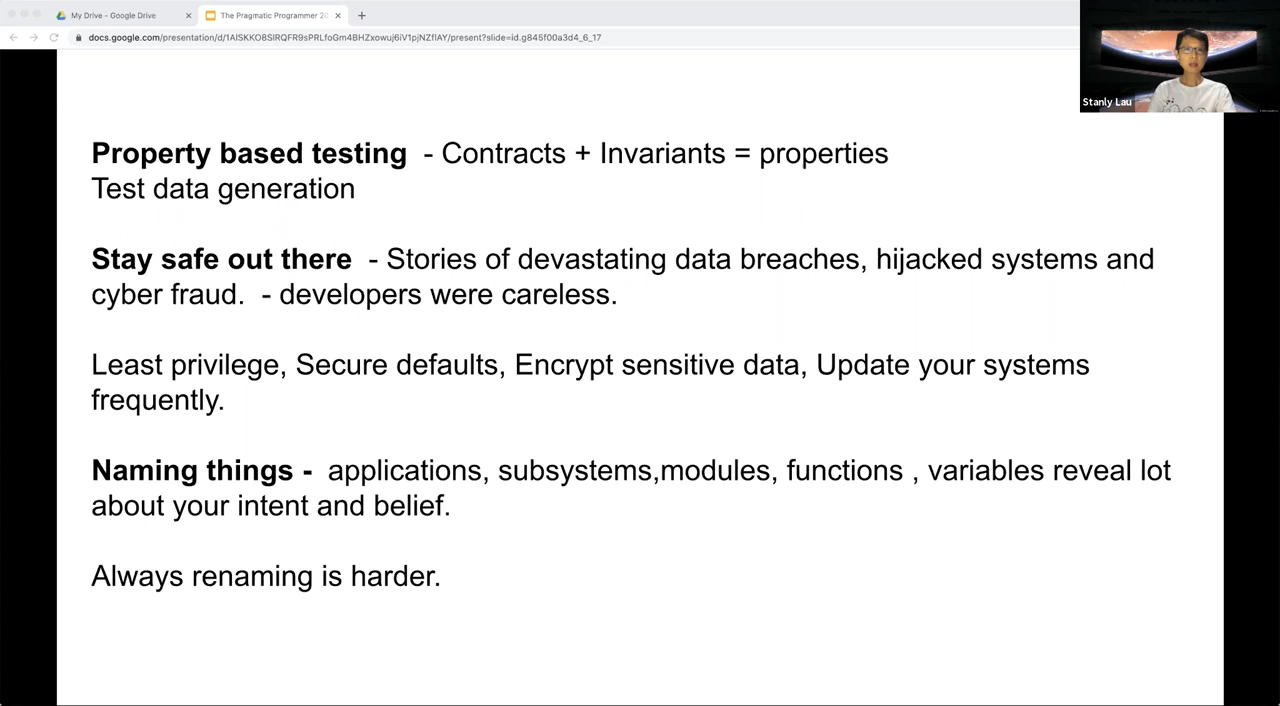 My Drive - Google Drive
The Pragmatic Programmer 20
docs.google.com/presentation/d/1AlSKKO8SlRQFR9sPRLfoGm4BHZxowuj6iV1pjNZflAY/present?slide=id.g845f00a3d4_6_17
Stanly Lau
Property based testing - Contracts + Invariants = properties
Test data generation
Stay safe out there - Stories of devastating data breaches, hijacked systems and
cyber fraud. - developers were careless.
Least privilege, Secure defaults, Encrypt sensitive data, Update your systems
frequently.
Naming things - applications, subsystems,modules, functions , variables reveal lot
about your intent and belief.
Always renaming is harder.